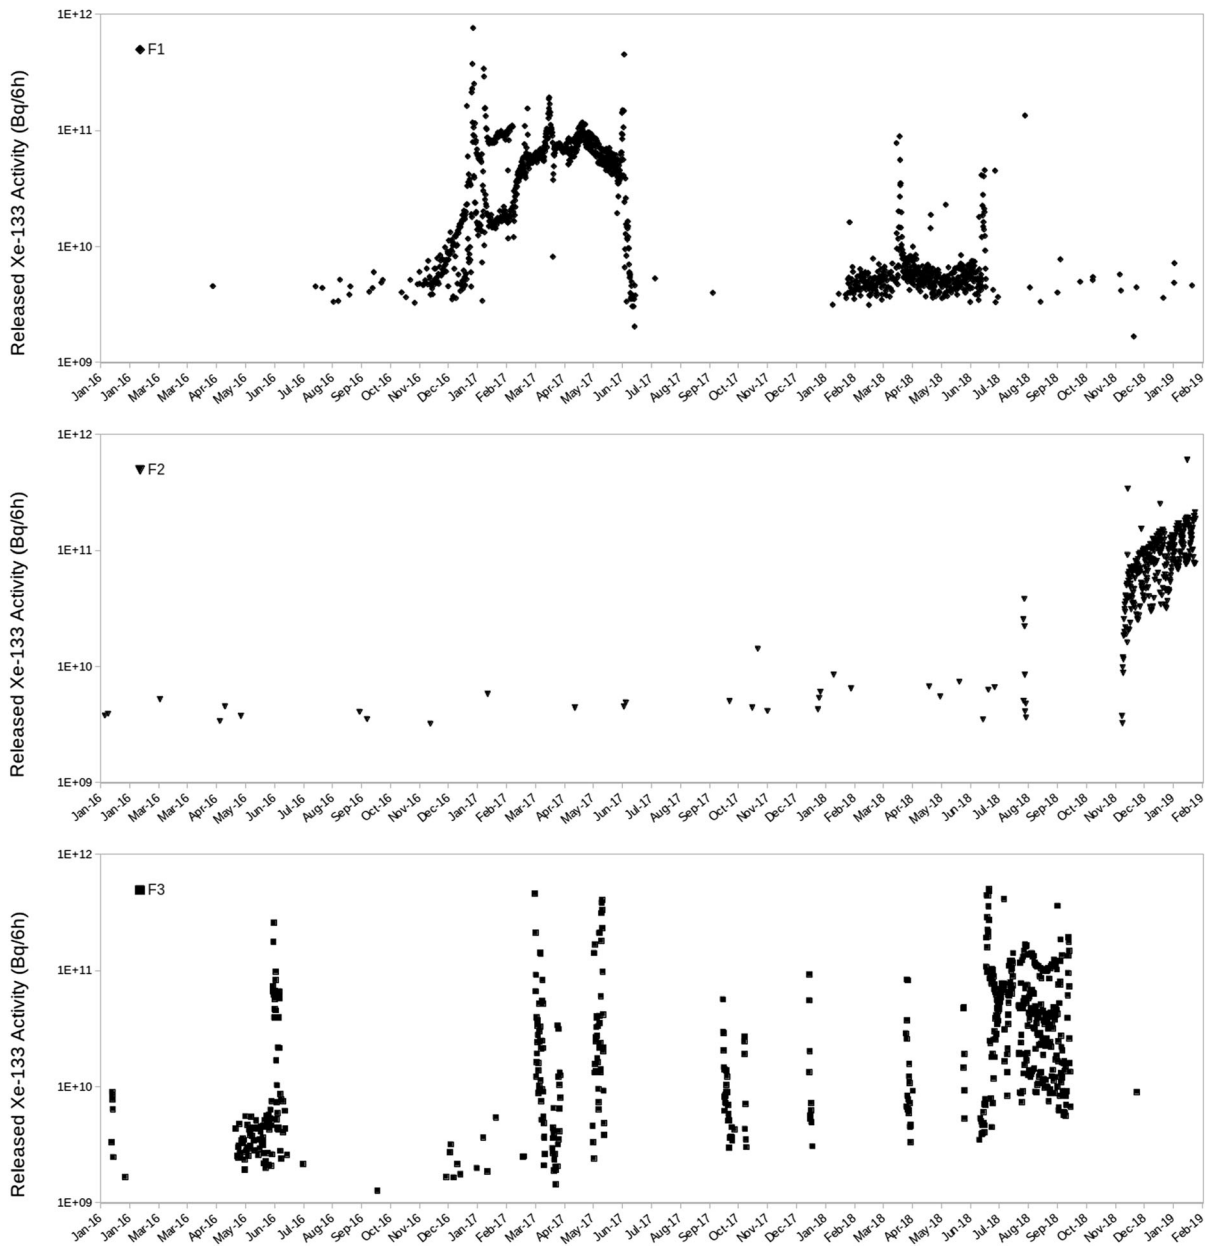 1E+12
F1
1E+11
1E+10
1E+09
Released Xe-133 Activity (Bq/6h)
Jan-16 Jan-16 Mar-16 Mar-16 Apr-16 May-16 Jun-16 Jul-16 Aug-16 Sep-16 Oct-16 Nov-16 Dec-16 Jan-17 Feb-17 Mar-17 Apr-17 May-17 Jun-17 Jul-17 Aug-17 Sep-17 Oct-17 Nov-17 Dec-17 Jan-18 Feb-18 Mar-18 Apr-18 May-18 Jun-18 Jul-18 Aug-18 Sep-18 Oct-18 Nov-18 Dec-18 Jan-19 Feb-19
1E+12
F2
1E+11
1E+10
1E+09
Released Xe-133 Activity (Bq/6h)
Jan-16 Jan-16 Mar-16 Mar-16 Apr-16 May-16 Jun-16 Jul-16 Aug-16 Sep-16 Oct-16 Nov-16 Dec-16 Jan-17 Feb-17 Mar-17 Apr-17 May-17 Jun-17 Jul-17 Aug-17 Sep-17 Oct-17 Nov-17 Dec-17 Jan-18 Feb-18 Mar-18 Apr-18 May-18 Jun-18 Jul-18 Aug-18 Sep-18 Oct-18 Nov-18 Dec-18 Jan-19 Feb-19
1E+12
F3
1E+11
1E+10
1E+09
Released Xe-133 Activity (Bq/6h)
Jan-16 Jan-16 Mar-16 Mar-16 Apr-16 May-16 Jun-16 Jul-16 Aug-16 Sep-16 Oct-16 Nov-16 Dec-16 Jan-17 Feb-17 Mar-17 Apr-17 May-17 Jun-17 Jul-17 Aug-17 Sep-17 Oct-17 Nov-17 Dec-17 Jan-18 Feb-18 Mar-18 Apr-18 May-18 Jun-18 Jul-18 Aug-18 Sep-18 Oct-18 Nov-18 Dec-18 Jan-19 Feb-19